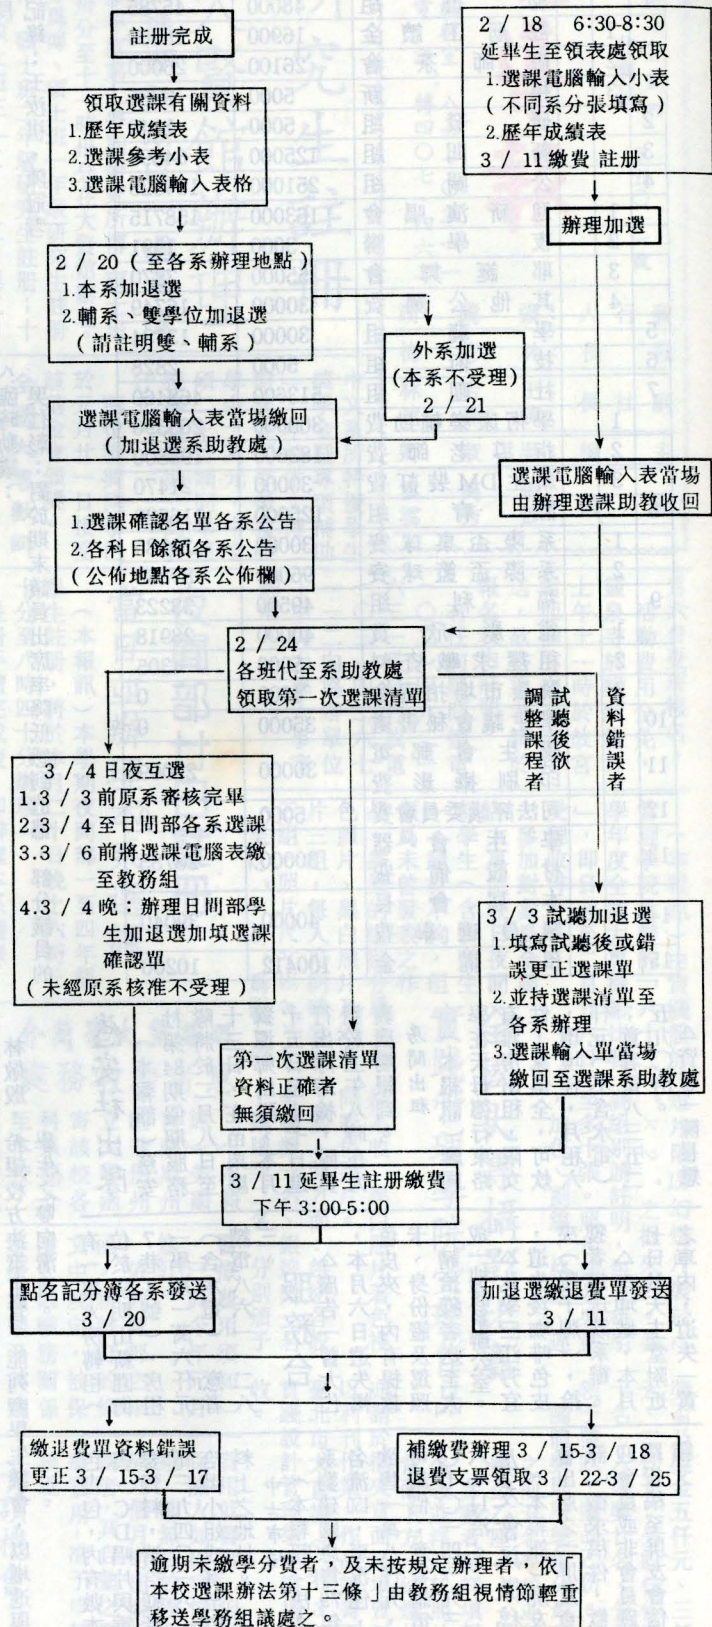 註册完成
領取選課有關資料
1.歷年成績表
2.選課參考小表
3.選課電腦輸入表格
2 / 20（至各系辦理地點）
1.本系加退選
2.輔系、雙學位加退選
（請註明雙、輔系）
外系加選
(本系不受理)
2 / 21
選課電腦輸入表當場繳回
（加退選系助教處）
1.選課確認名單各系公告
2.各科目餘額各系公告
（公佈地點各系公佈欄）
2 / 18 6:30-8:30
延畢生至領表處領取
1.選課電腦輸入小表
（不同系分張填寫）
2.歷年成績表
3 / 11繳費 註册
辦理加選
選課電腦輸入表當場
由辦理選課助教收回
2 / 24
各班代至系助教處
領取第一次選課清單
試聽後欲
調整課程者
資料錯誤者
3 / 4日夜互選
1.3 / 3前原系審核完畢
2.3 / 4至日間部各系選課
3.3 / 6前將選課電腦表繳
至教務組
4.3 / 4晚：辦理日間部學
生加退選加填選課
確認單
（未經原系核准不受理）
3 / 3試聽加退選
1.填寫試聽後或錯
誤更正選課單
2.並持選課清單至
各系辦理
3.選課輸入單當場
繳回至選課系助教處
第一次選課清單
資料正確者
無須繳回
3 / 11延畢生註册繳費
下午3:00-5:00
點名記分簿各系發送
3 / 20
加退選繳退費單發送
3 / 11
繳退費單資料錯誤
更正3 / 15-3 / 17
補繳費辦理3 / 15-3 / 18
退費支票領取3 / 22-3 / 25
逾期未繳學分費者，及未按規定辦理者，依「
本校選課辦法第十三條」由教務組視情節輕重
移送學務組議處之。